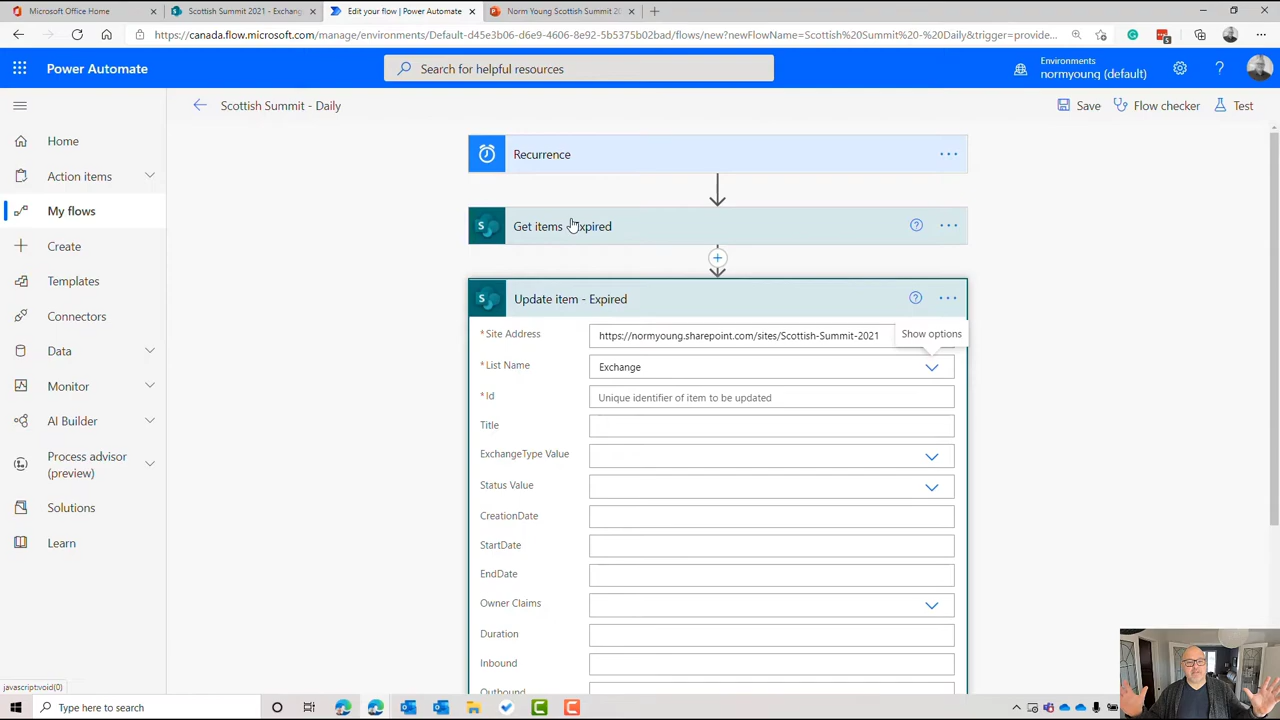 Microsoft Office Home
Scottish Summit 2021 - Exchang
Edit your flow | Power Automate
Norm Young Scottish Summit 20
https://canada.flow.microsoft.com/manage/environments/Default-d45e3b06-d6e9-4606-8e92-5b5375b02bad/flows/new?newFlowName=Scottish%20Summit%20-%20Daily&trigger=provide...
Power Automate
Search for helpful resources
Environments
normyoung (default)
Scottish Summit - Daily
Save
Flow checker
Test
Home
Action items
My flows
Create
Templates
Connectors
Data
Monitor
AI Builder
Process advisor
(preview)
Solutions
Learn
Recurrence
Get items - Expired
Update item - Expired
*Site Address
https://normyoung.sharepoint.com/sites/Scottish-Summit-2021
Show options
*List Name
Exchange
*Id
Unique identifier of item to be updated
Title
ExchangeType Value
Status Value
CreationDate
StartDate
EndDate
Owner Claims
Duration
Inbound
Outbound
javascript:void(0)
Type here to search